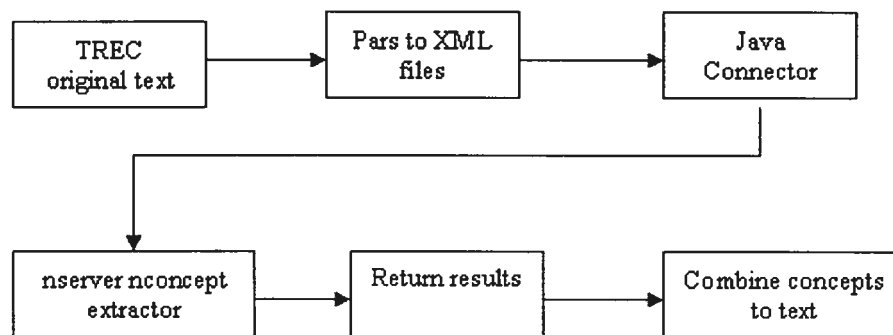 TREC
original text
Pars to XML
files
Java
Connector
nserver nconcept
extractor
Return results
Combine concepts
to text